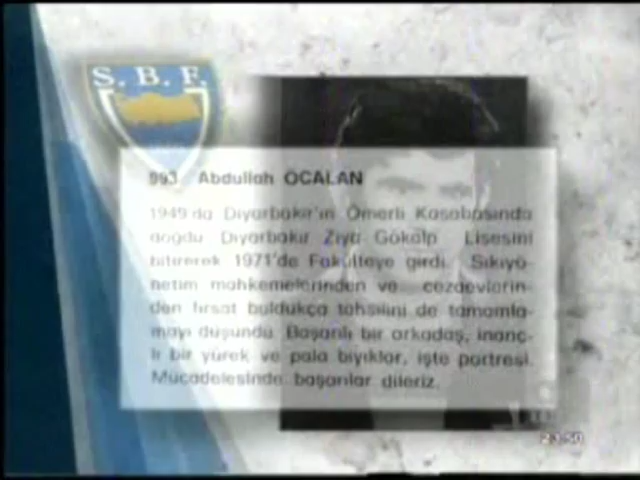 S. B. F.
993 Abdullah OCALAN
1949'da Diyarbakır'ın Ömerli Kasabasında
doğdu Diyarbakır Ziya Gökalp Lisesini
bitirerek 1971'de Fakülteye girdi. Sıkıyö-
netim mahkemelerinden ve cezaevlerin-
den fırsat buldukça tahsilini de tamamla-
mayı düşündü. Başarılı bir arkadaş, inanç-
lı bir yürek ve pala bıyıklar, işte portresi.
Mücadelesinde başarılar dileriz.
23:50